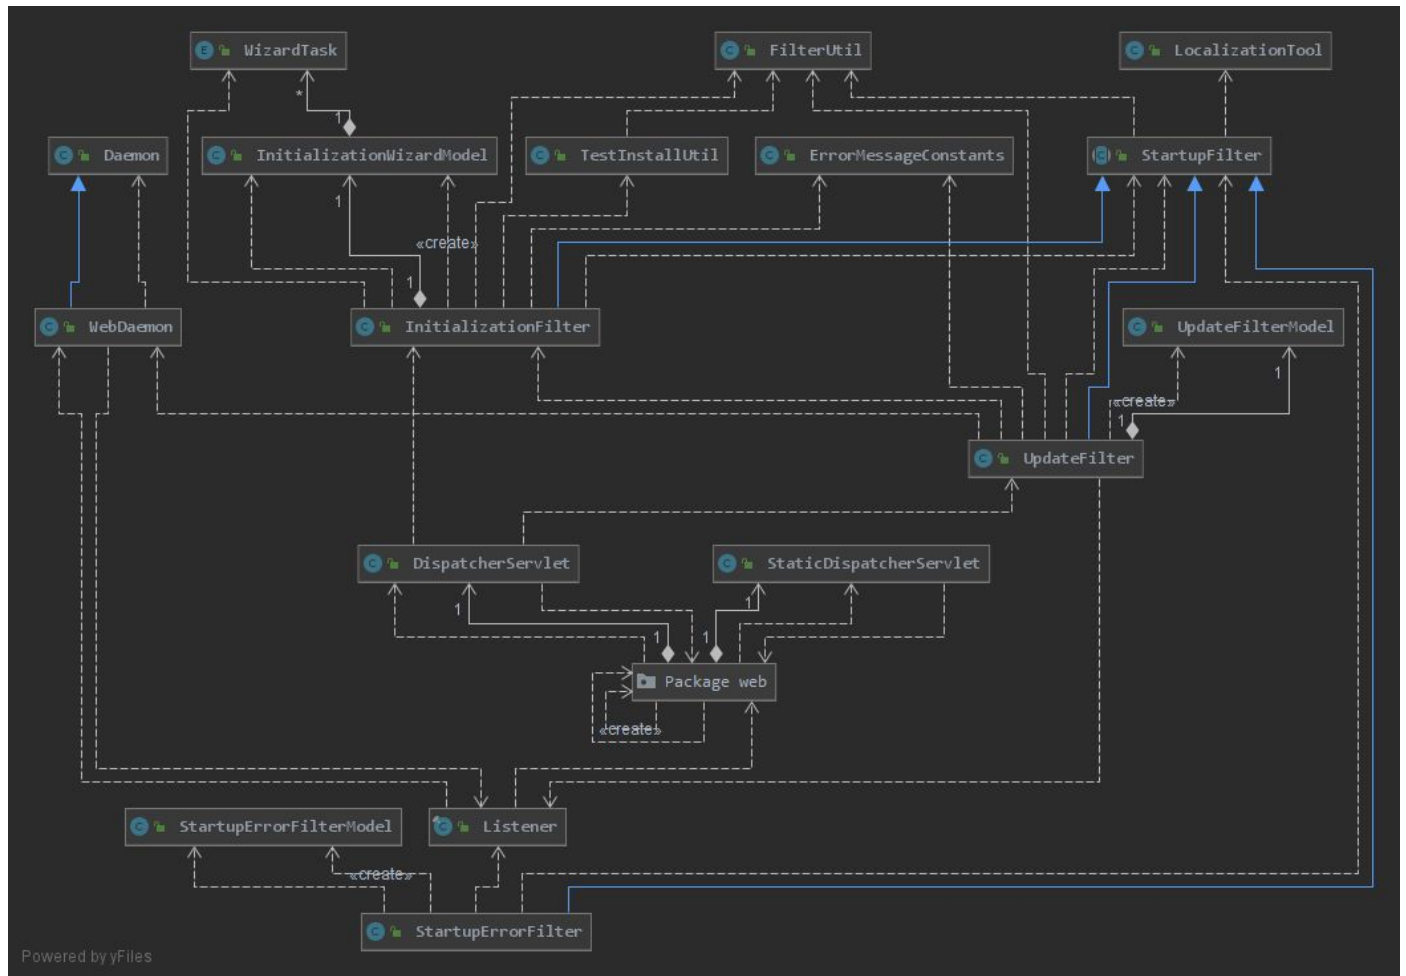 WizardTask
FilterUtil
LocalizationTool
*
1
Daemon
InitializationWizardModel
TestInstallUtil
ErrorMessageConstants
StartupFilter
1
«create»
1
WebDaemon
InitializationFilter
UpdateFilterModel
1
«create»
1
UpdateFilter
DispatcherServlet
StaticDispatcherServlet
1
1
1
1
Package web
«create»
StartupErrorFilterModel
Listener
«create»
StartupErrorFilter
Powered by yFiles